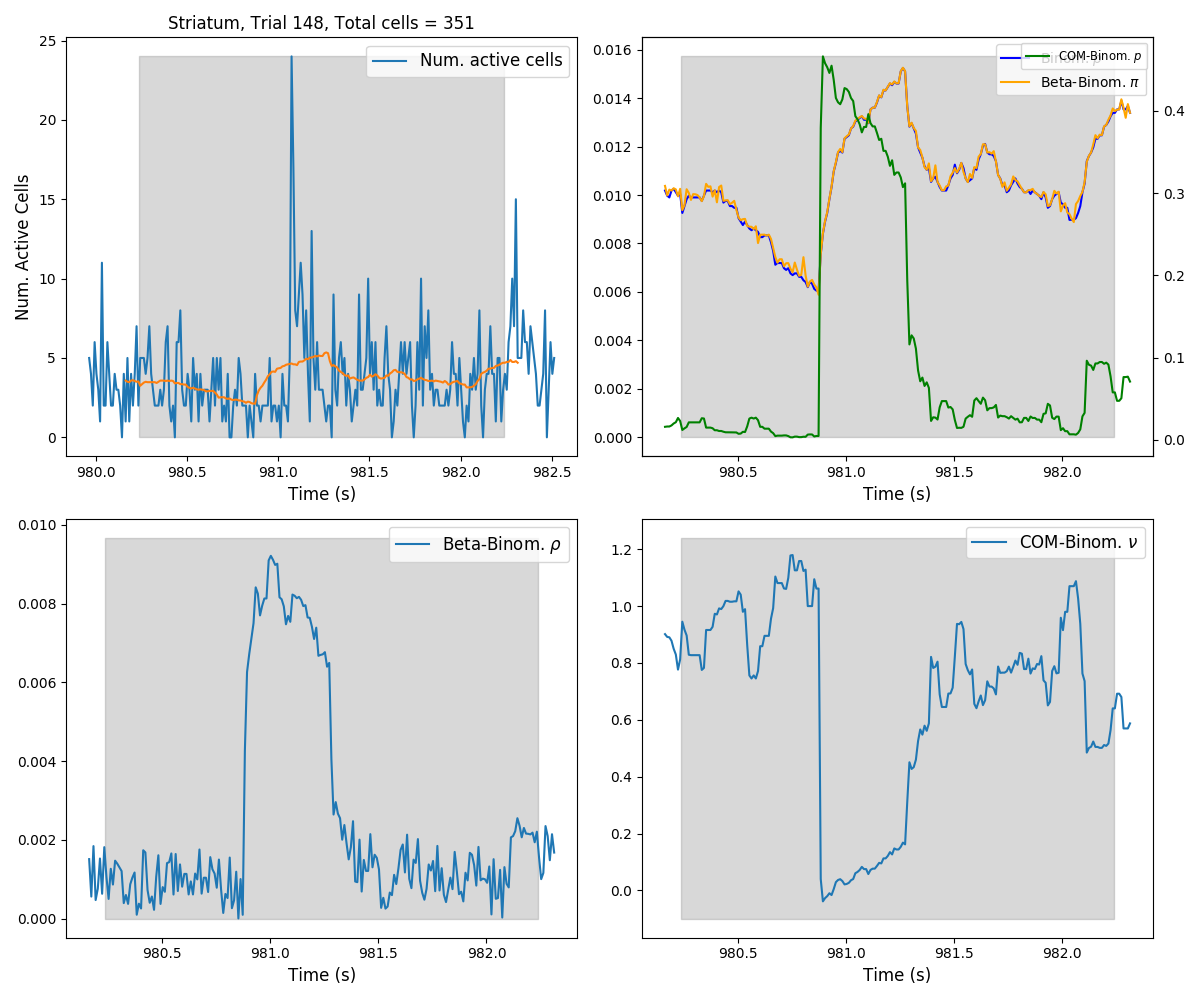 Striatum, Trial 148, Total cells = 351
Num. Active Cells
25
20
15
10
5
0
Num. active cells
980.0 980.5 981.0 981.5 982.0 982.5
Time (s)
0.016
0.014
0.012
0.010
0.008
0.006
0.004
0.002
0.000
COM-Binom. p
Beta-Binom. π
0.4
0.3
0.2
0.1
0.0
980.5 981.0 981.5 982.0
Time (s)
0.010
0.008
0.006
0.004
0.002
0.000
Beta-Binom. ρ
980.5 981.0 981.5 982.0
Time (s)
1.2
1.0
0.8
0.6
0.4
0.2
0.0
COM-Binom. ν
980.5 981.0 981.5 982.0
Time (s)